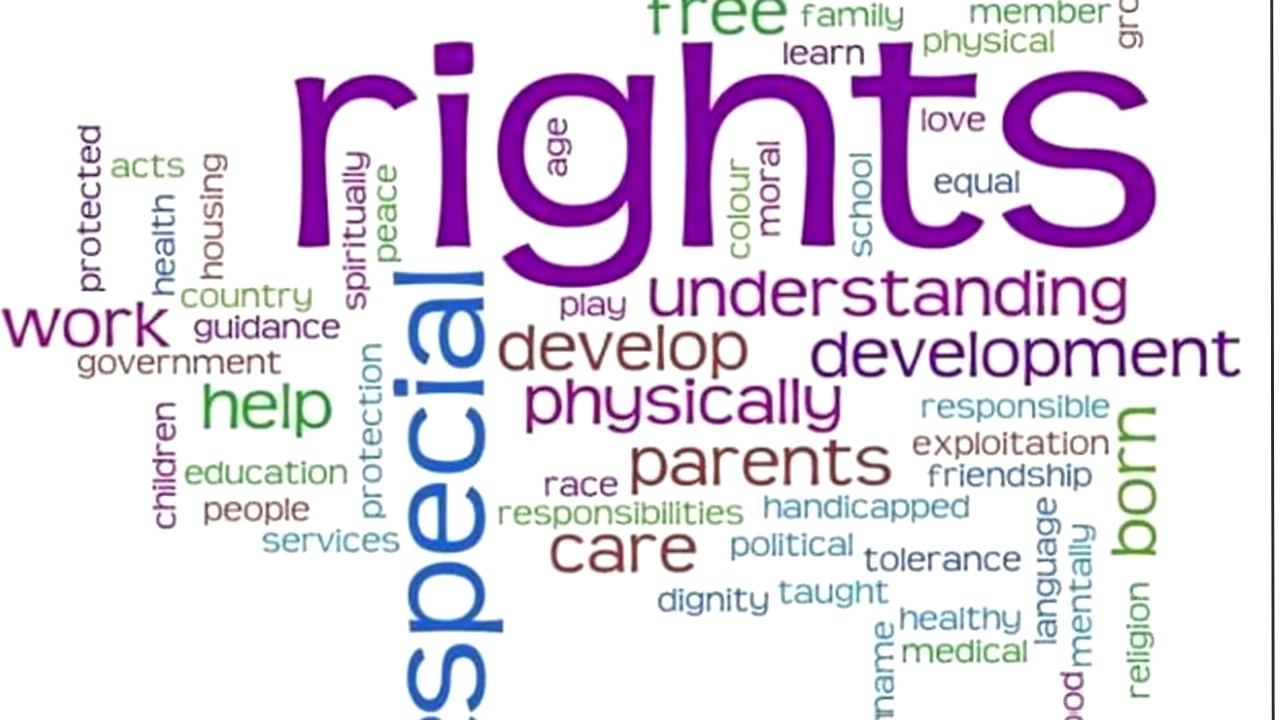 free
family
member
learn
physical
rights
age
colour
moral
school
love
equal
protected
acts
health
housing
spiritually
peace
country
work
guidance
government
play
understanding
develop
development
special
help
protection
physically
responsible
children
education
parents
exploitation
born
people
race
friendship
services
responsibilities
handicapped
care
political
tolerance
language
mentally
dignity
taught
healthy
medical
name
religion